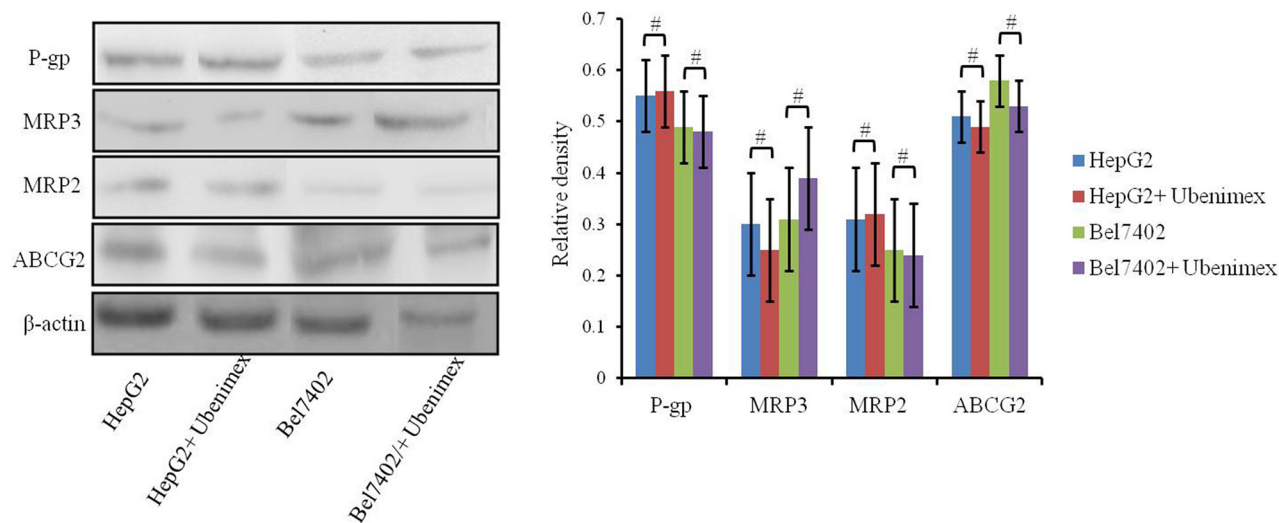 P-gp
MRP3
MRP2
ABCG2
β-actin
HepG2
HepG2+ Ubenimex
Bel7402
Bel7402/+ Ubenimex
Relative density
0.7
0.6
0.5
0.4
0.3
0.2
0.1
0
# # # # # # # #
P-gp MRP3 MRP2 ABCG2
HepG2
HepG2+ Ubenimex
Bel7402
Bel7402+ Ubenimex